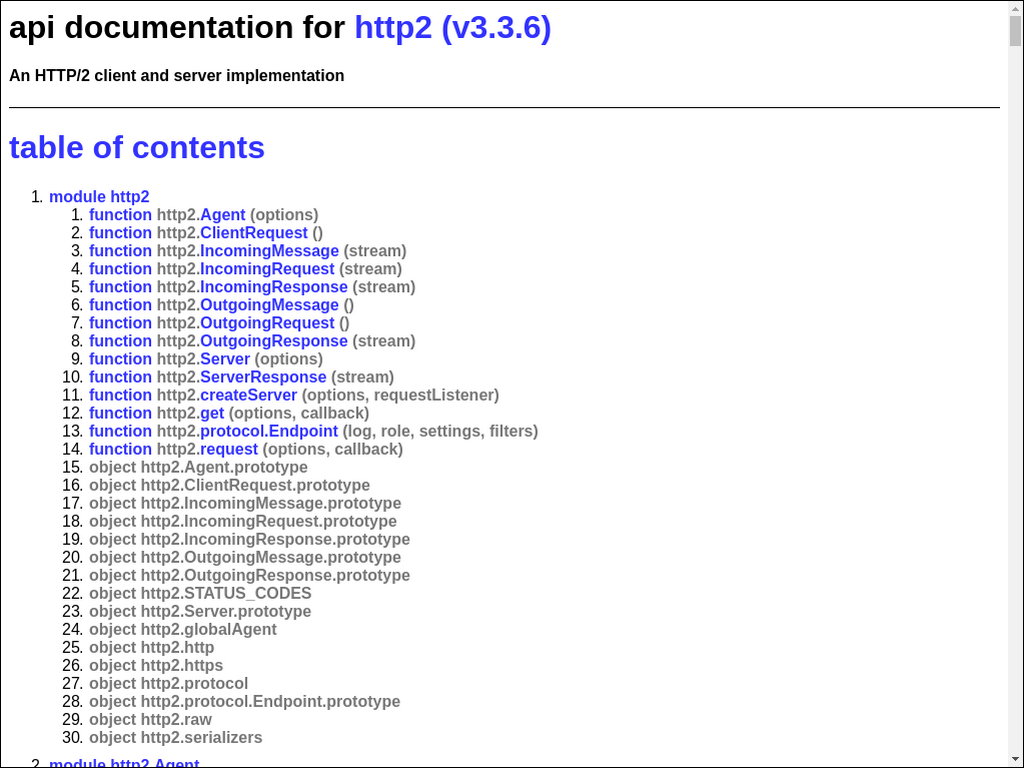 api documentation for http2 (v3.3.6)
An HTTP/2 client and server implementation
table of contents
1. module http2
1. function http2.Agent (options)
2. function http2.ClientRequest ()
3. function http2.IncomingMessage (stream)
4. function http2.IncomingRequest (stream)
5. function http2.IncomingResponse (stream)
6. function http2.OutgoingMessage ()
7. function http2.OutgoingRequest ()
8. function http2.OutgoingResponse (stream)
9. function http2.Server (options)
10. function http2.ServerResponse (stream)
11. function http2.createServer (options, requestListener)
12. function http2.get (options, callback)
13. function http2.protocol.Endpoint (log, role, settings, filters)
14. function http2.request (options, callback)
15. object http2.Agent.prototype
16. object http2.ClientRequest.prototype
17. object http2.IncomingMessage.prototype
18. object http2.IncomingRequest.prototype
19. object http2.IncomingResponse.prototype
20. object http2.OutgoingMessage.prototype
21. object http2.OutgoingResponse.prototype
22. object http2.STATUS_CODES
23. object http2.Server.prototype
24. object http2.globalAgent
25. object http2.http
26. object http2.https
27. object http2.protocol
28. object http2.protocol.Endpoint.prototype
29. object http2.raw
30. object http2.serializers
2. module http2.Agent